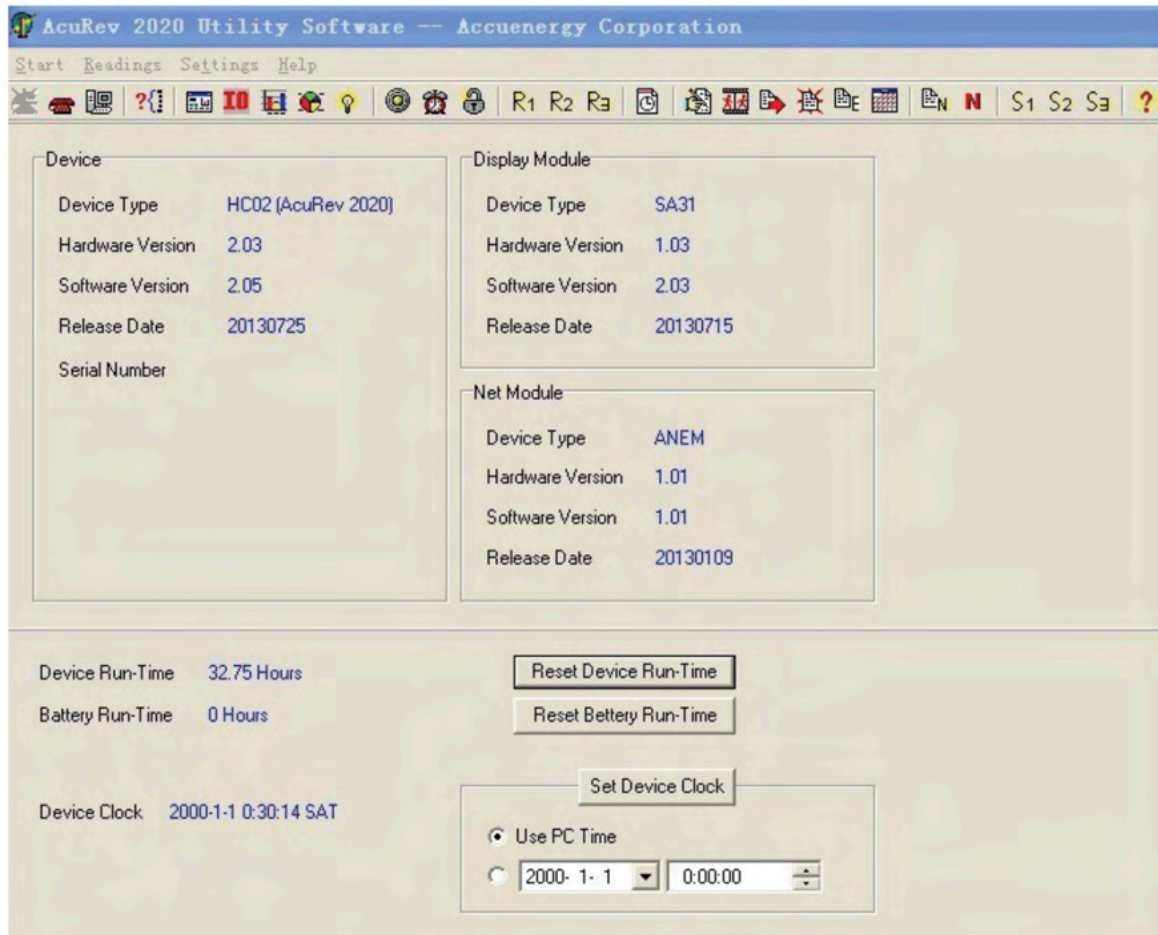 AcuRev 2020 Utility Software -- Accuenergy Corporation
Start Readings Settings Help
?{} IO R1 R2 R3 E N N S1 S2 S3 ?
Device
Device Type HC02 (AcuRev 2020)
Hardware Version 2.03
Software Version 2.05
Release Date 20130725
Serial Number
Display Module
Device Type SA31
Hardware Version 1.03
Software Version 2.03
Release Date 20130715
Net Module
Device Type ANEM
Hardware Version 1.01
Software Version 1.01
Release Date 20130109
Device Run-Time 32.75 Hours
Reset Device Run-Time
Battery Run-Time 0 Hours
Reset Bettery Run-Time
Set Device Clock
Device Clock 2000-1-1 0:30:14 SAT
Use PC Time
2000- 1- 1 0:00:00